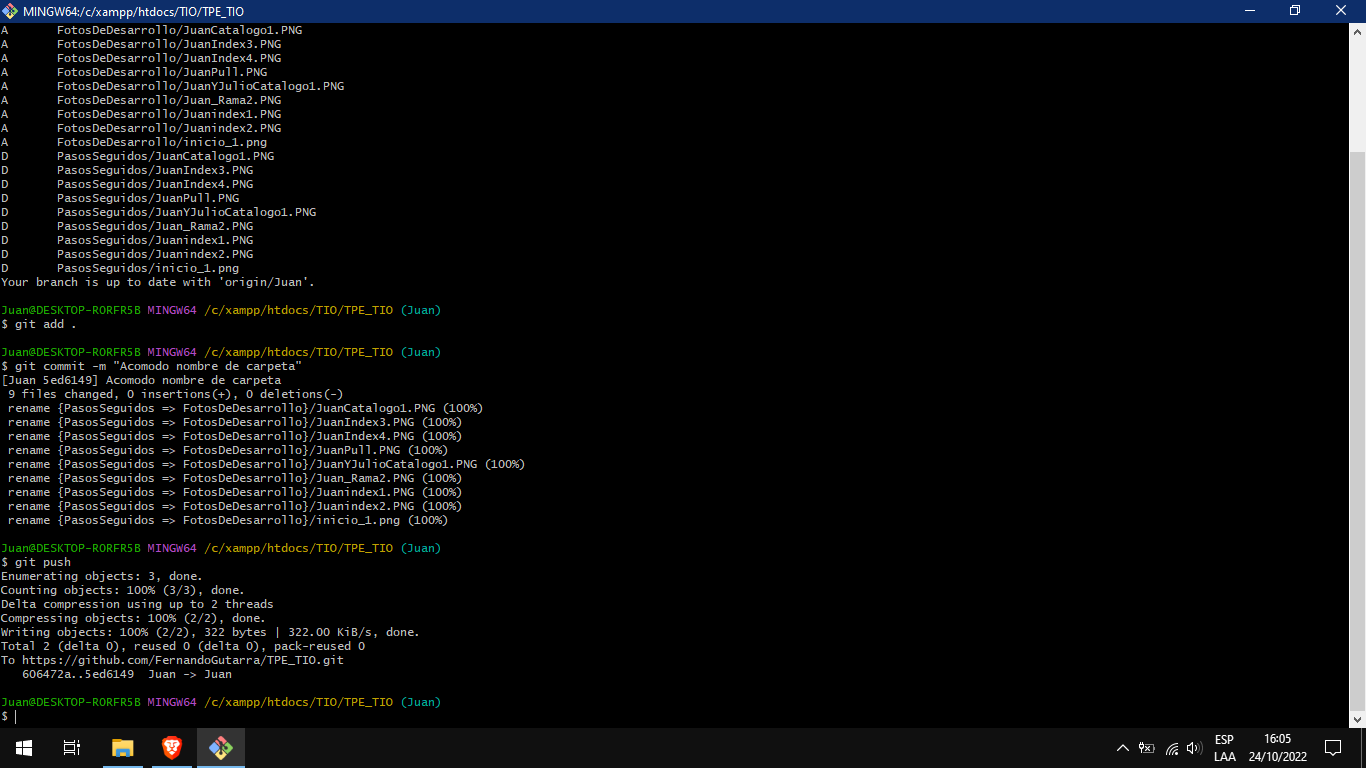 MINGW64:/c/xampp/htdocs/TIO/TPE_TIO
A       FotosDeDesarrollo/JuanCatalogo1.PNG
A       FotosDeDesarrollo/JuanIndex3.PNG
A       FotosDeDesarrollo/JuanIndex4.PNG
A       FotosDeDesarrollo/JuanPull.PNG
A       FotosDeDesarrollo/JuanYJulioCatalogo1.PNG
A       FotosDeDesarrollo/Juan_Rama2.PNG
A       FotosDeDesarrollo/Juanindex1.PNG
A       FotosDeDesarrollo/Juanindex2.PNG
A       FotosDeDesarrollo/inicio_1.png
D       PasosSeguidos/JuanCatalogo1.PNG
D       PasosSeguidos/JuanIndex3.PNG
D       PasosSeguidos/JuanIndex4.PNG
D       PasosSeguidos/JuanPull.PNG
D       PasosSeguidos/JuanYJulioCatalogo1.PNG
D       PasosSeguidos/Juan_Rama2.PNG
D       PasosSeguidos/Juanindex1.PNG
D       PasosSeguidos/Juanindex2.PNG
D       PasosSeguidos/inicio_1.png
Your branch is up to date with 'origin/Juan'.
Juan@DESKTOP-RORFR5B MINGW64 /c/xampp/htdocs/TIO/TPE_TIO (Juan)
$ git add .
Juan@DESKTOP-RORFR5B MINGW64 /c/xampp/htdocs/TIO/TPE_TIO (Juan)
$ git commit -m "Acomodo nombre de carpeta"
[Juan 5ed6149] Acomodo nombre de carpeta
 9 files changed, 0 insertions(+), 0 deletions(-)
 rename {PasosSeguidos => FotosDeDesarrollo}/JuanCatalogo1.PNG (100%)
 rename {PasosSeguidos => FotosDeDesarrollo}/JuanIndex3.PNG (100%)
 rename {PasosSeguidos => FotosDeDesarrollo}/JuanIndex4.PNG (100%)
 rename {PasosSeguidos => FotosDeDesarrollo}/JuanPull.PNG (100%)
 rename {PasosSeguidos => FotosDeDesarrollo}/JuanYJulioCatalogo1.PNG (100%)
 rename {PasosSeguidos => FotosDeDesarrollo}/Juan_Rama2.PNG (100%)
 rename {PasosSeguidos => FotosDeDesarrollo}/Juanindex1.PNG (100%)
 rename {PasosSeguidos => FotosDeDesarrollo}/Juanindex2.PNG (100%)
 rename {PasosSeguidos => FotosDeDesarrollo}/inicio_1.png (100%)
Juan@DESKTOP-RORFR5B MINGW64 /c/xampp/htdocs/TIO/TPE_TIO (Juan)
$ git push
Enumerating objects: 3, done.
Counting objects: 100% (3/3), done.
Delta compression using up to 2 threads
Compressing objects: 100% (2/2), done.
Writing objects: 100% (2/2), 322 bytes | 322.00 KiB/s, done.
Total 2 (delta 0), reused 0 (delta 0), pack-reused 0
To https://github.com/FernandoGutarra/TPE_TIO.git
   606472a..5ed6149  Juan -> Juan
Juan@DESKTOP-RORFR5B MINGW64 /c/xampp/htdocs/TIO/TPE_TIO (Juan)
$
ESP
LAA
16:05
24/10/2022